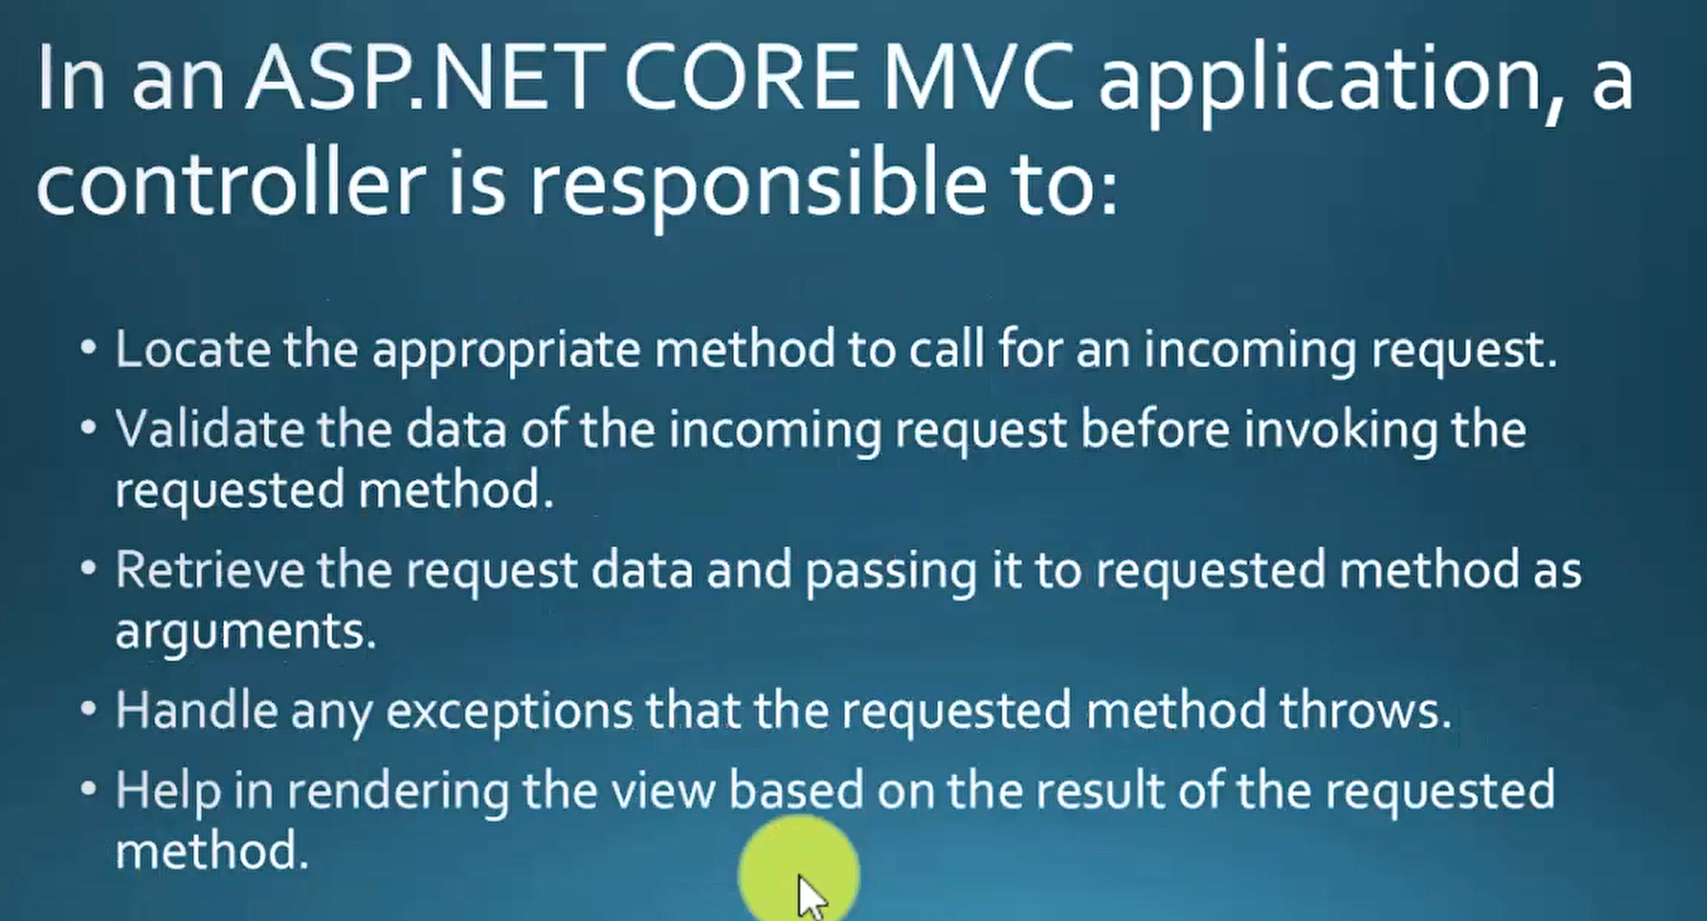 In an ASP.NET CORE MVC application, a
controller is responsible to:
• Locate the appropriate method to call for an incoming request.
• Validate the data of the incoming request before invoking the
requested method.
• Retrieve the request data and passing it to requested method as
arguments.
• Handle any exceptions that the requested method throws.
• Help in rendering the view based on the result of the requested
method.